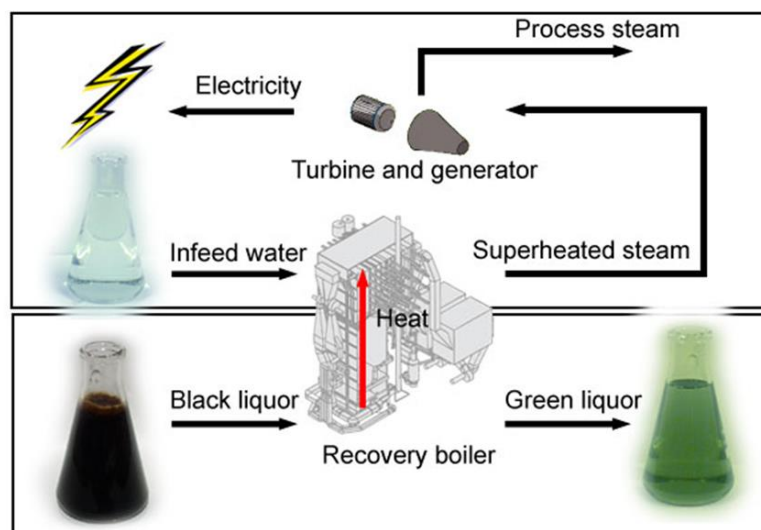 Process steam
Electricity
Turbine and generator
Infeed water
Superheated steam
Heat
Black liquor
Green liquor
Recovery boiler